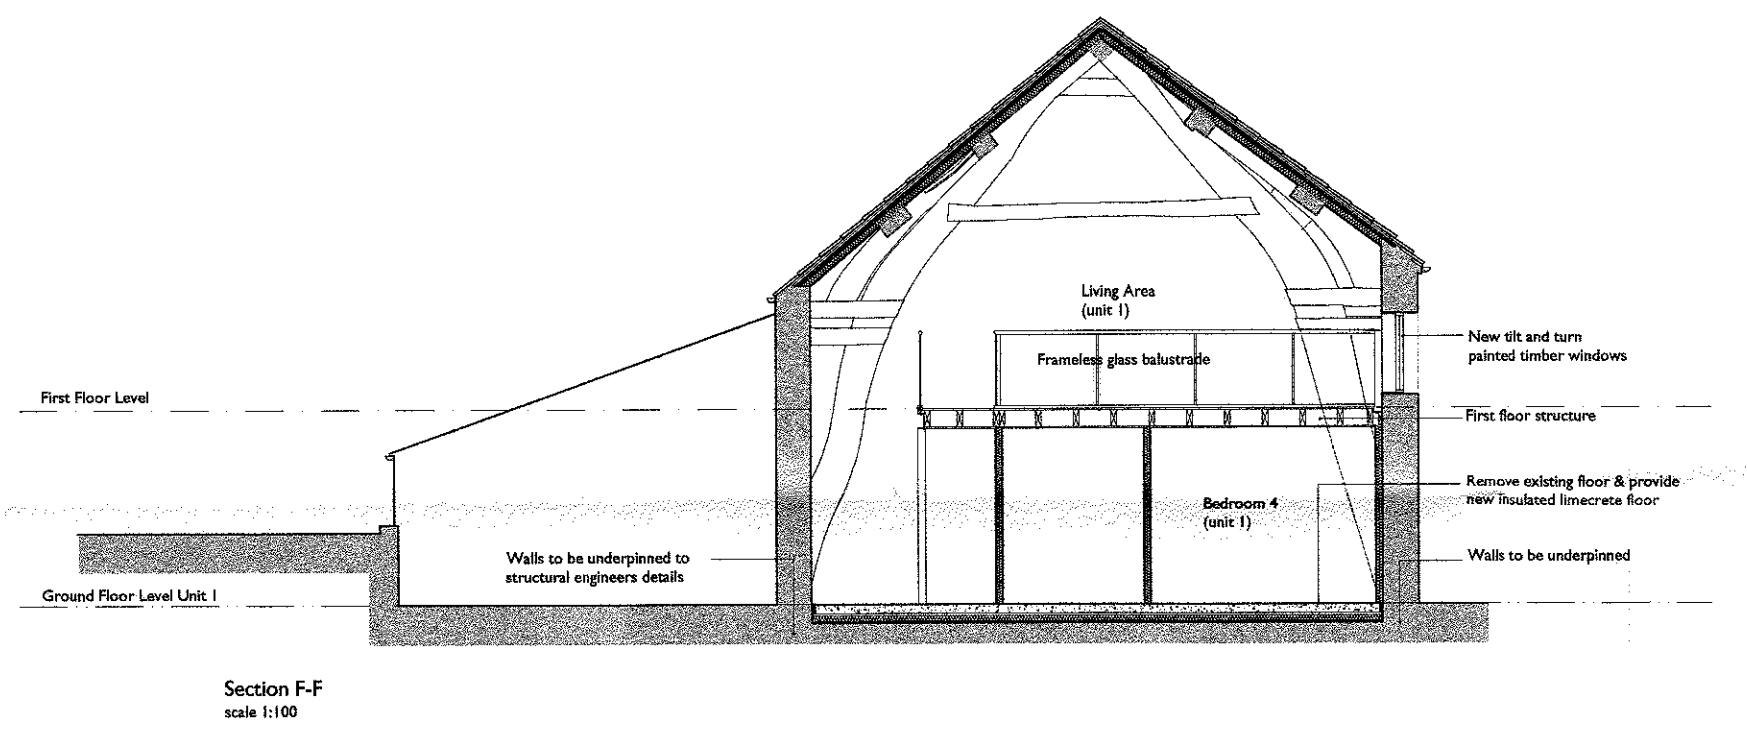 Living Area
(unit 1)
New tilt and turn
painted timber windows
Frameless glass balustrade
First Floor Level
First floor structure
Remove existing floor & provide
new insulated limecrete floor
Bedroom 4
(unit 1)
Walls to be underpinned to
structural engineers details
Walls to be underpinned
Ground Floor Level Unit 1
Section F-F
scale 1:100